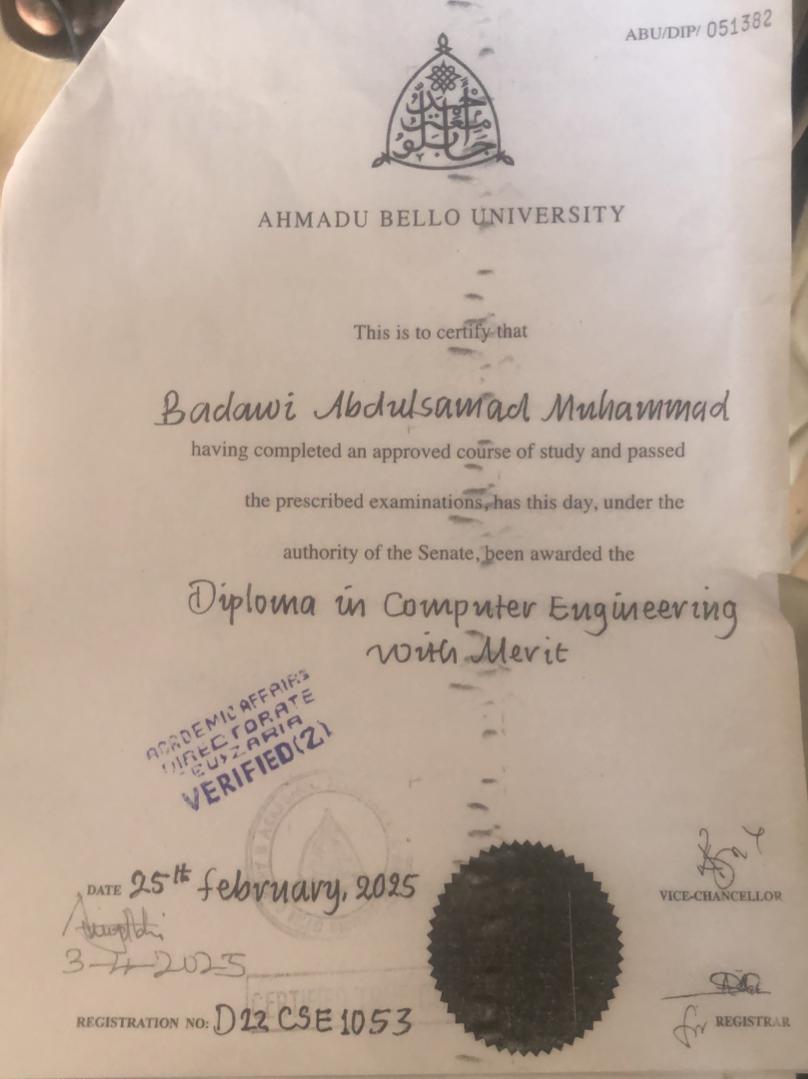 ABU/DIP/ 051382
AHMADU BELLO UNIVERSITY
This is to certify that
Badawi Abdulsamad Muhammad
having completed an approved course of study and passed
the prescribed examinations, has this day, under the
authority of the Senate, been awarded the
Diploma in Computer Engineering
with Merit
ACADEMIC AFFAIRS
DIRECTORATE
ZARIA
VERIFIED(2)
DATE 25th february, 2025
3-4-2025
VICE-CHANCELLOR
CERTIFIED
REGISTRATION NO: D22 CSE1053
for REGISTRAR